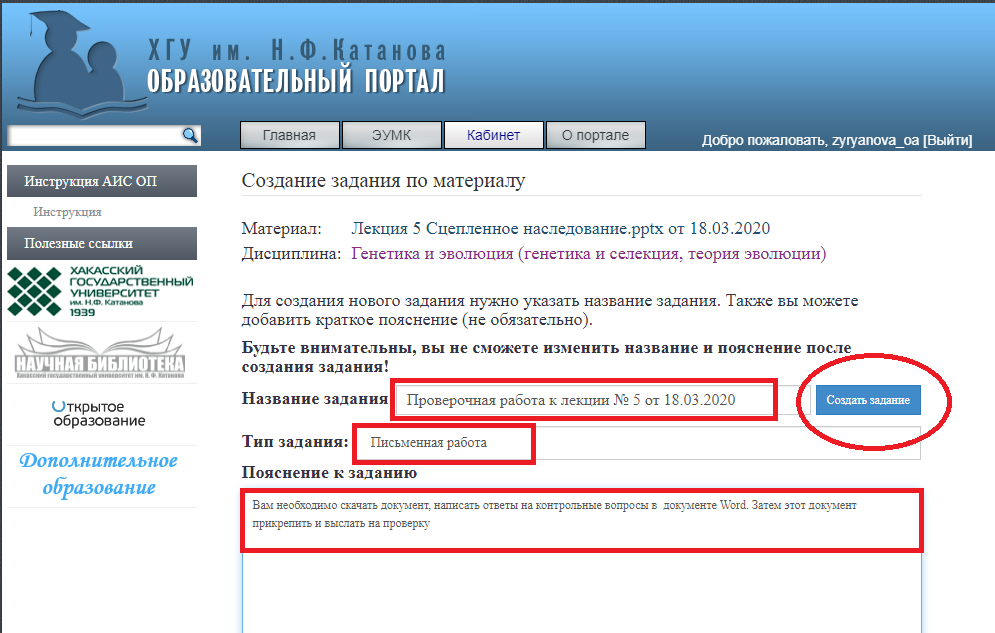 ХГУ им. Н.Ф.Катанова
ОБРАЗОВАТЕЛЬНЫЙ ПОРТАЛ
Главная
ЭУМК
Кабинет
О портале
Добро пожаловать, zyryanova_oa [Выйти]
Инструкция АИС ОП
Инструкция
Полезные ссылки
ХАКАССКИЙ
ГОСУДАРСТВЕННЫЙ
УНИВЕРСИТЕТ
им. Н.Ф. Катанова
1939
НАУЧНАЯ БИБЛИОТЕКА
Хакасский государственный университет им. Н. Ф. Катанова
Открытое
образование
Дополнительное
образование
Создание задания по материалу
Материал: Лекция 5 Сцепленное наследование.pptx от 18.03.2020
Дисциплина: Генетика и эволюция (генетика и селекция, теория эволюции)
Для создания нового задания нужно указать название задания. Также вы можете
добавить краткое пояснение (не обязательно).
Будьте внимательны, вы не сможете изменить название и пояснение после
создания задания!
Название задания Проверочная работа к лекции № 5 от 18.03.2020 Создать задание
Тип задания: Письменная работа
Пояснение к заданию
Вам необходимо скачать документ, написать ответы на контрольные вопросы в документе Word. Затем этот документ
прикрепить и выслать на проверку